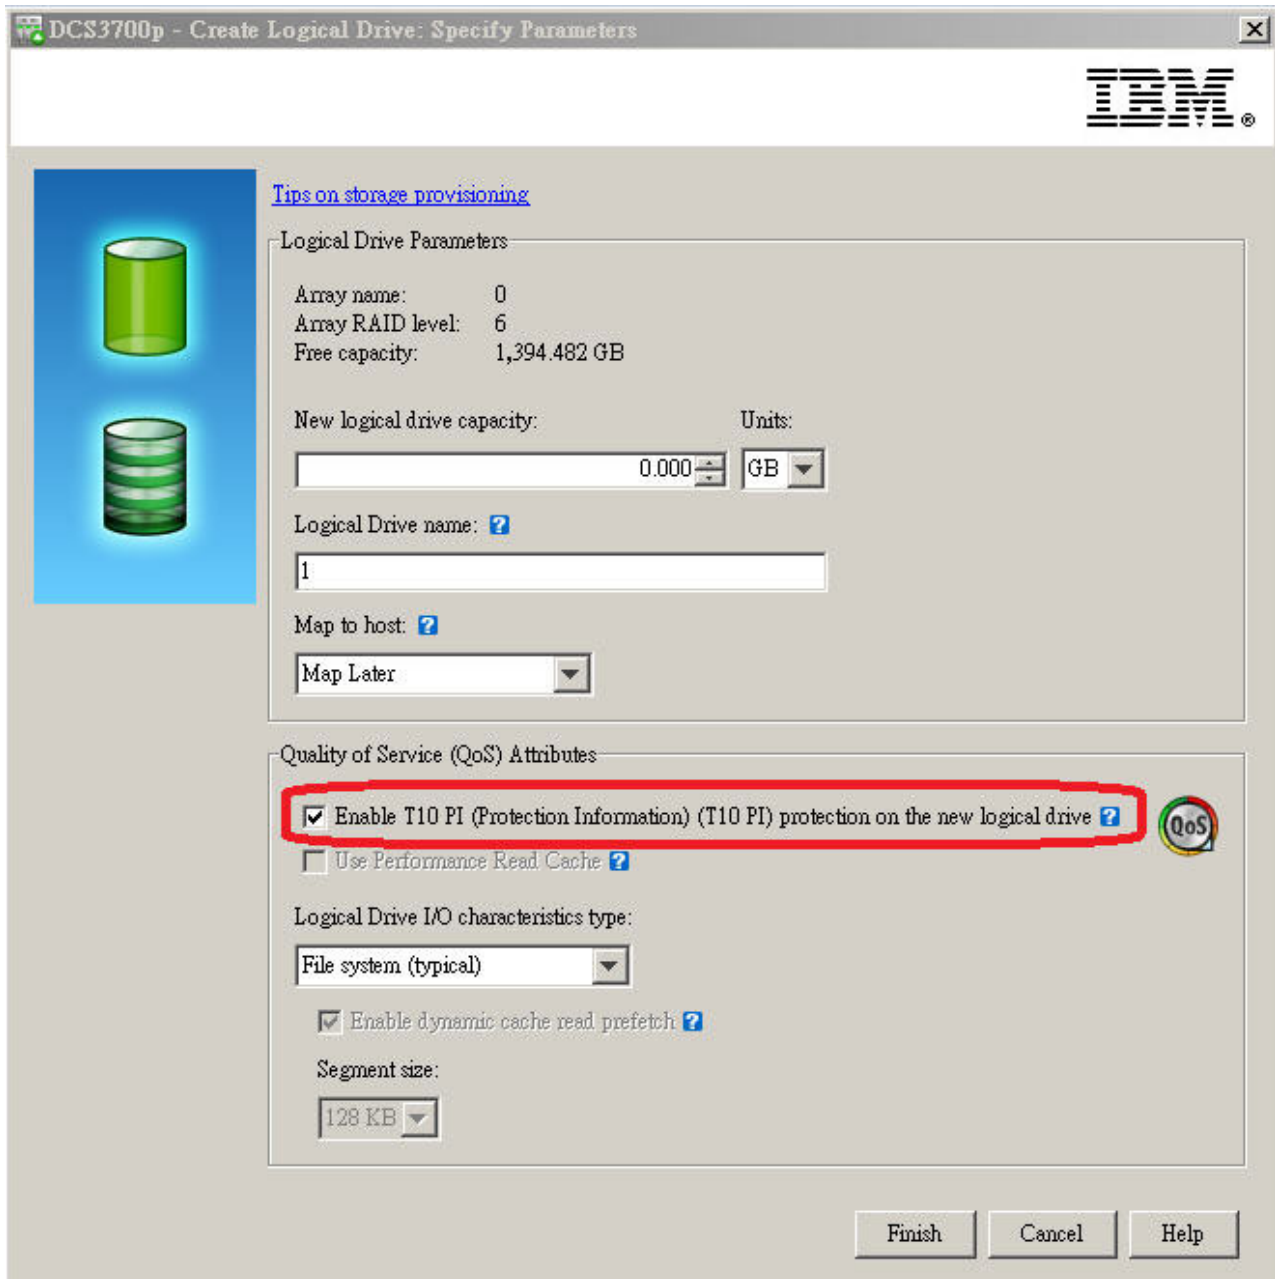 DCS3700p - Create Logical Drive: Specify Parameters
IBM®
Tips on storage provisioning
Logical Drive Parameters
Array name: 0
Array RAID level: 6
Free capacity: 1,394.482 GB
New logical drive capacity: Units:
0.000 GB
Logical Drive name: ?
1
Map to host: ?
Map Later
Quality of Service (QoS) Attributes
Enable T10 PI (Protection Information) (T10 PI) protection on the new logical drive ?
QoS
Use Performance Read Cache ?
Logical Drive I/O characteristics type:
File system (typical)
Enable dynamic cache read prefetch ?
Segment size:
128 KB
Finish Cancel Help